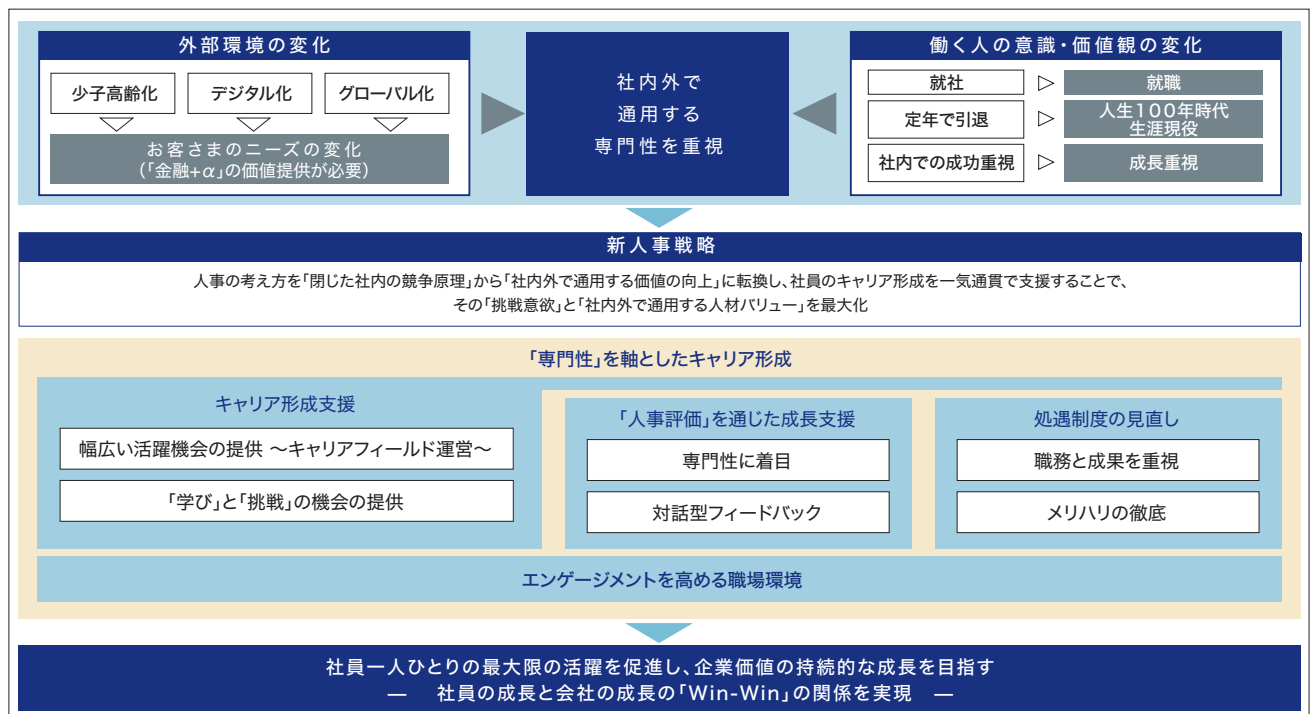 外部環境の変化
少子高齢化
デジタル化
グローバル化
お客さまのニーズの変化
(「金融+α」の価値提供が必要)
社内外で
通用する
専門性を重視
働く人の意識・価値観の変化
就社
就職
定年で引退
人生100年時代
生涯現役
社内での成功重視
成長重視
新人事戦略
人事の考え方を「閉じた社内の競争原理」から「社内外で通用する価値の向上」に転換し、社員のキャリア形成を一気通貫で支援することで、
その「挑戦意欲」と「社内外で通用する人材バリュー」を最大化
「専門性」を軸としたキャリア形成
キャリア形成支援
幅広い活躍機会の提供 ～キャリアフィールド運営～
「学び」と「挑戦」の機会の提供
「人事評価」を通じた成長支援
専門性に着目
対話型フィードバック
処遇制度の見直し
職務と成果を重視
メリハリの徹底
エンゲージメントを高める職場環境
社員一人ひとりの最大限の活躍を促進し、企業価値の持続的な成長を目指す
― 社員の成長と会社の成長の「Win-Win」の関係を実現 ―